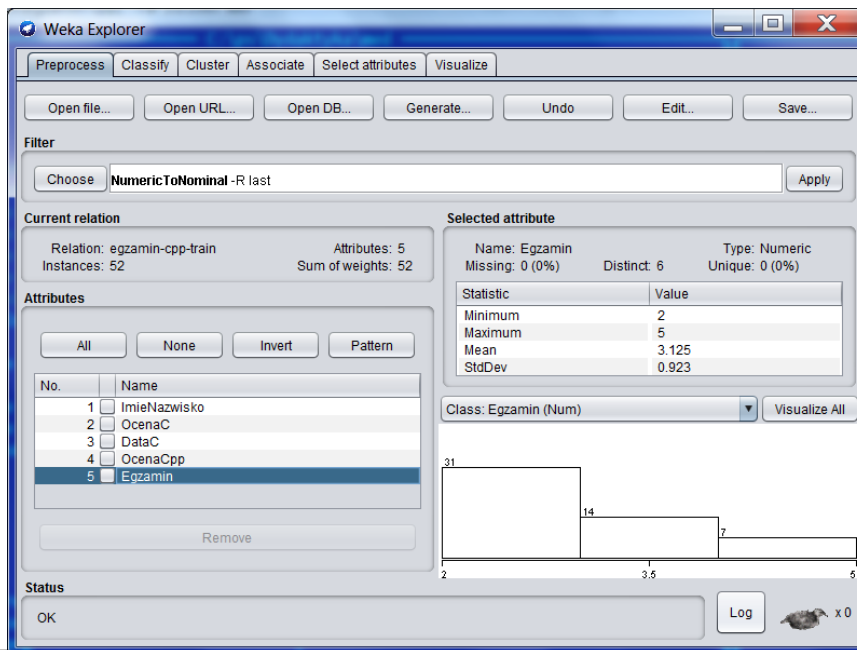 Weka Explorer
Preprocess Classify Cluster Associate Select attributes Visualize
Open file... Open URL... Open DB... Generate... Undo Edit... Save...
Filter
Choose NumericToNominal -R last Apply
Current relation
Relation: egzamin-cpp-train Attributes: 5
Instances: 52 Sum of weights: 52
Attributes
All None Invert Pattern
No. Name
1 ImieNazwisko
2 OcenaC
3 DataC
4 OcenaCpp
5 Egzamin
Remove
Selected attribute
Name: Egzamin Type: Numeric
Missing: 0 (0%) Distinct: 6 Unique: 0 (0%)
Statistic Value
Minimum 2
Maximum 5
Mean 3.125
StdDev 0.923
Class: Egzamin (Num) Visualize All
31
14
7
2 3.5 5
Status
OK
Log x 0